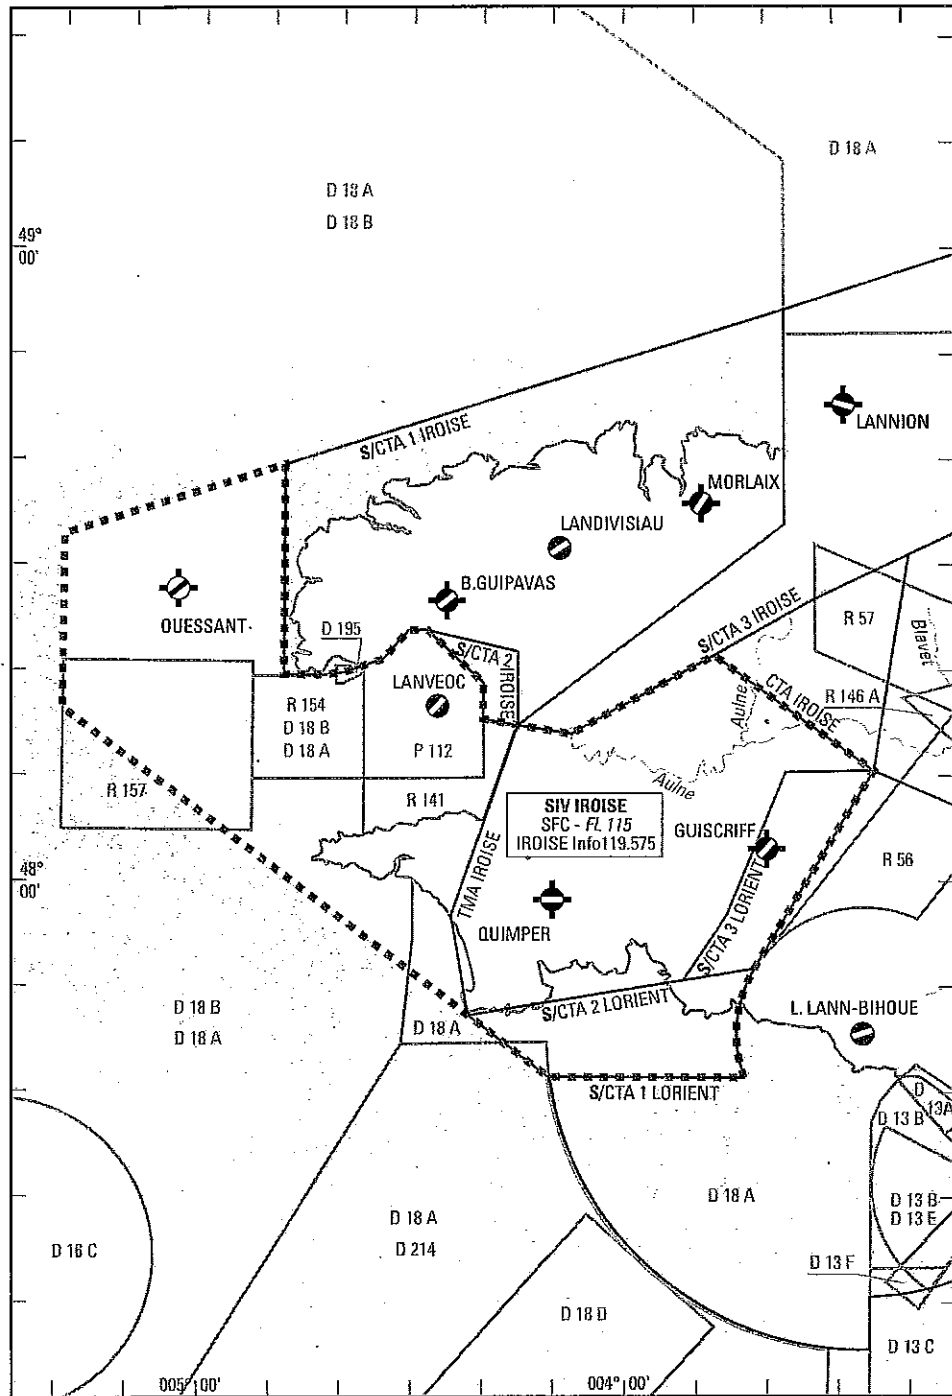 D 18 A
D 18 A
D 18 B
49°
00'
LANNION
S/CTA 1 IROISE
MORLAIX
LANDIVISIAU
B.GUIPAVAS
OUESSANT
D 195
S/CTA 2
IROISE
S/CTA 3 IROISE
R 57
Blavet
LANVEOC
Aulne
CTA IROISE
R 146 A
R 154
D 18 B
D 18 A
P 112
R 157
R 141
Aulne
SIV IROISE
SFC - FL 115
IROISE Info119.575
GUISCRIFF
R 56
48°
00'
TMA IROISE
QUIMPER
S/CTA 3 LORIENT
S/CTA 2 LORIENT
D 18 B
D 18 A
D 18 A
L. LANN-BIHOUE
S/CTA 1 LORIENT
D
13A
D 13 B
D 18 A
D 13 B
D 13 E
D 18 A
D 214
D 16 C
D 13 F
D 18 D
D 13 C
005° 00'
004° 00'